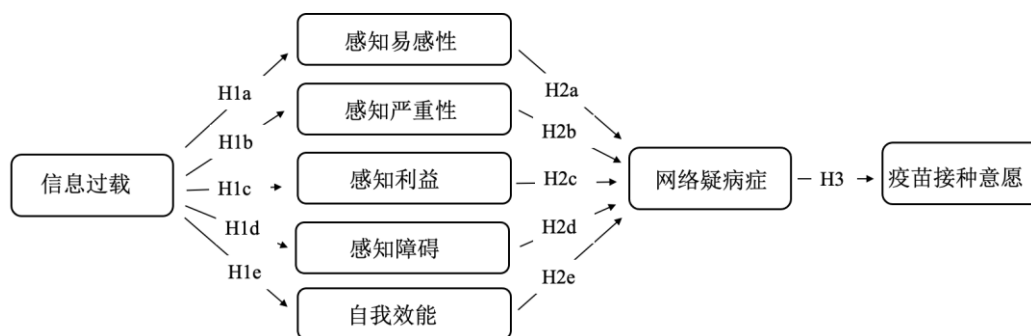 感知易感性
H1a
H2a
感知严重性
H1b
H2b
信息过载
H1c
感知利益
H2c
网络疑病症
H3
疫苗接种意愿
H1d
感知障碍
H2d
H1e
H2e
自我效能